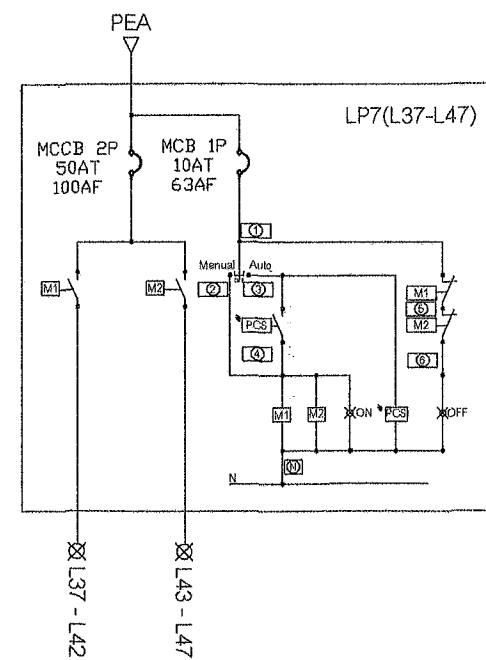 PEA
LP7(L37-L47)
MCCB 2P
50AT
100AF
MCB 1P
10AT
63AF
1
Manual
Auto
2
3
M1
M2
M1
5
M2
PCS
4
6
M1
M2
ON
PCS
OFF
N
N
L37 - L42
L43 - L47